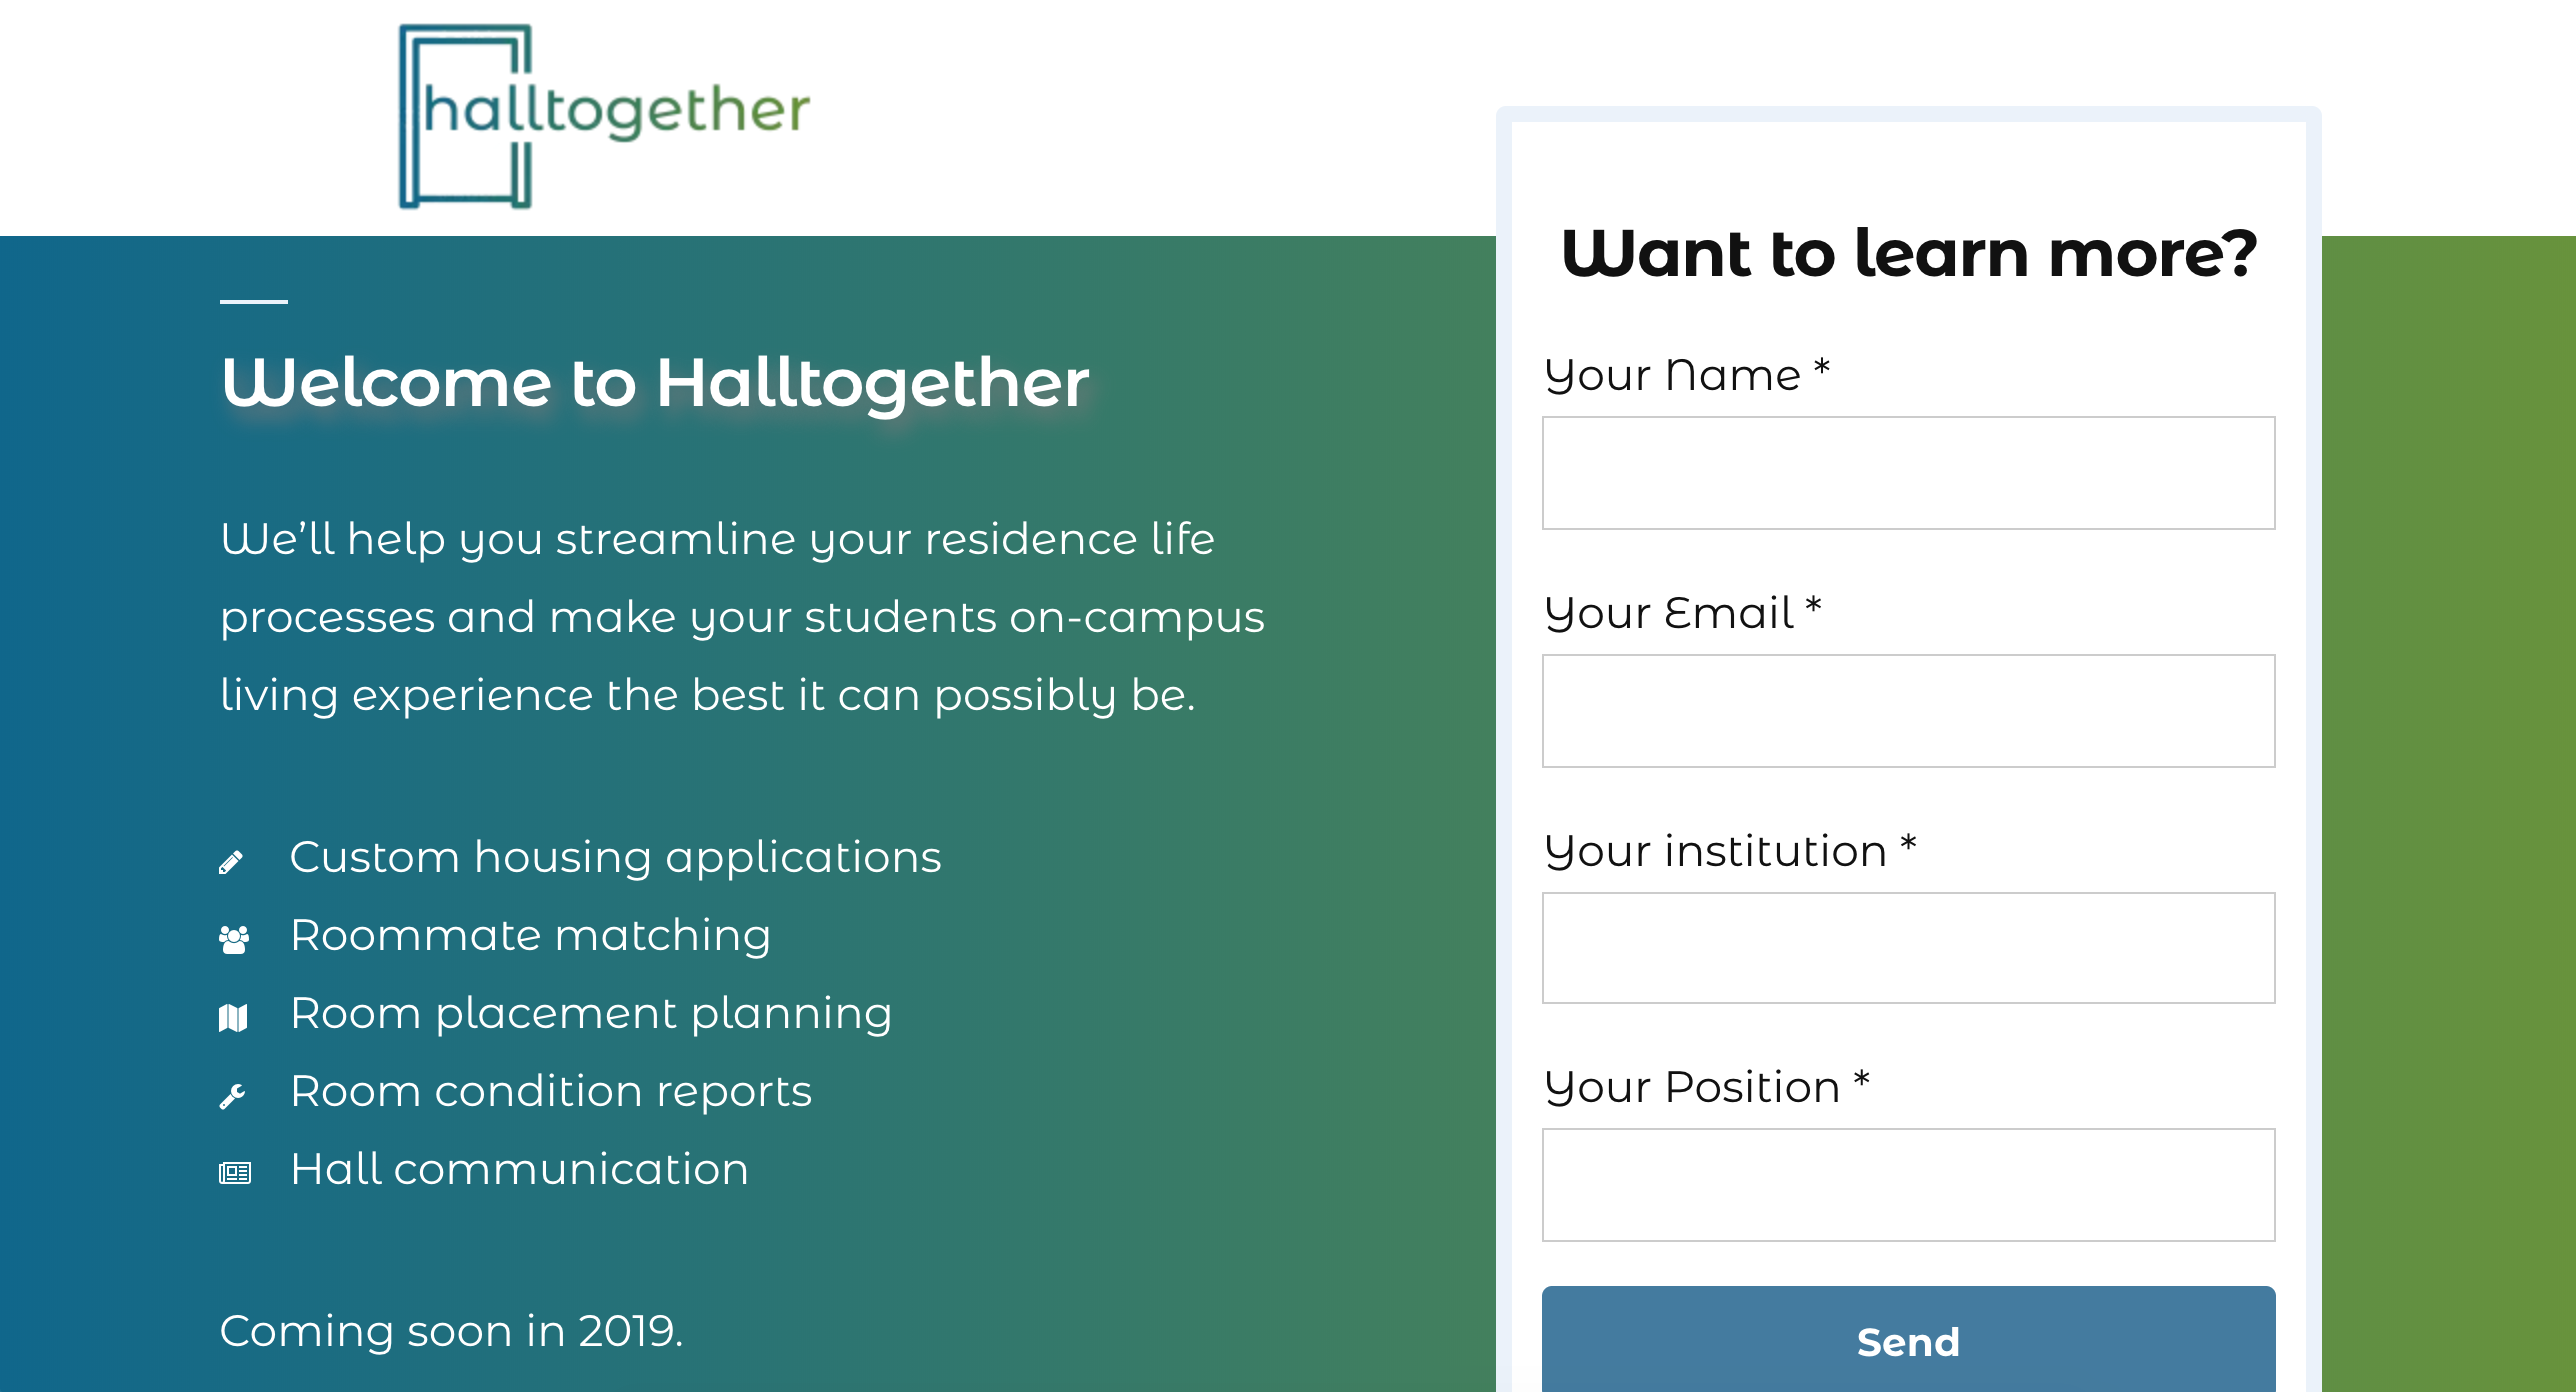 halltogether
Welcome to Halltogether
We’ll help you streamline your residence life
processes and make your students on-campus
living experience the best it can possibly be.
Custom housing applications
Roommate matching
Room placement planning
Room condition reports
Hall communication
Coming soon in 2019.
Want to learn more?
Your Name *
Your Email *
Your institution *
Your Position *
Send